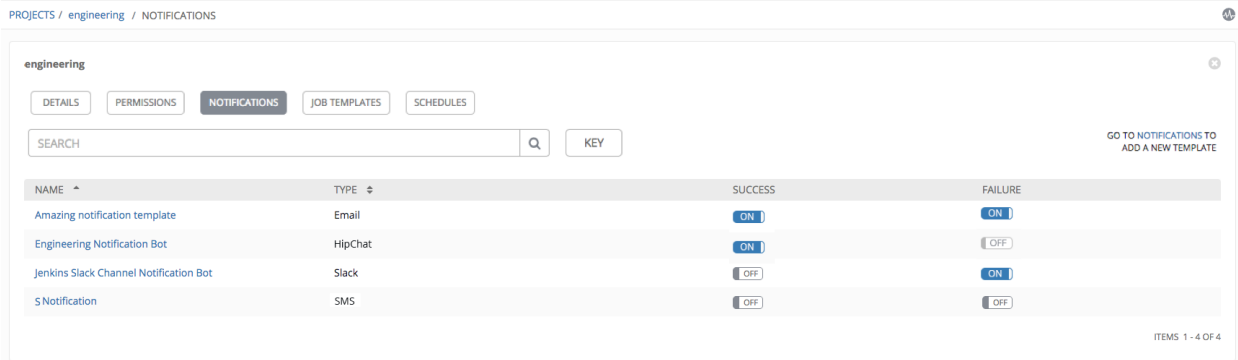 PROJECTS / engineering / NOTIFICATIONS
engineering
DETAILS PERMISSIONS NOTIFICATIONS JOB TEMPLATES SCHEDULES
SEARCH KEY
GO TO NOTIFICATIONS TO
ADD A NEW TEMPLATE
NAME TYPE SUCCESS FAILURE
Amazing notification template Email ON ON
Engineering Notification Bot HipChat ON OFF
Jenkins Slack Channel Notification Bot Slack OFF ON
S Notification SMS OFF OFF
ITEMS 1 - 4 OF 4